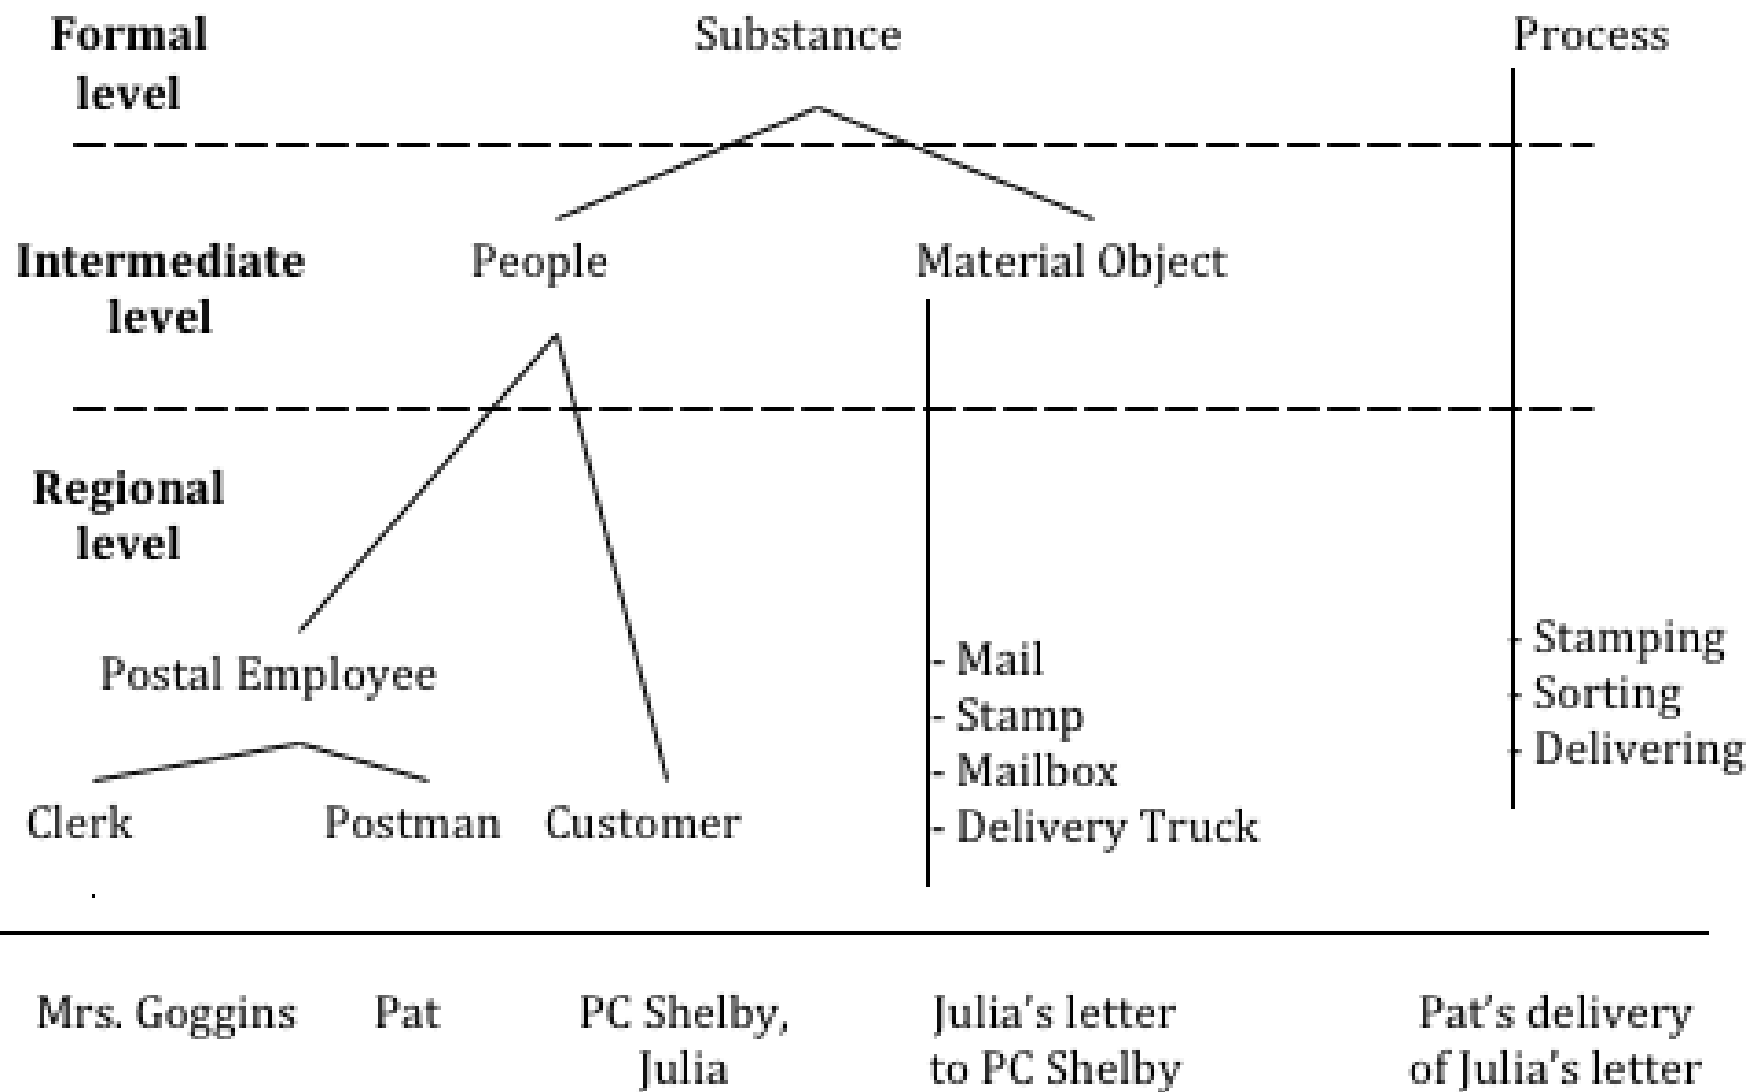 Formal level
Substance
Process
Intermediate level
People
Material Object
Regional level
Postal Employee
Clerk
Postman
Customer
- Mail
- Stamp
- Mailbox
- Delivery Truck
- Stamping
- Sorting
- Delivering
Mrs. Goggins
Pat
PC Shelby,
Julia
Julia's letter
to PC Shelby
Pat's delivery
of Julia's letter